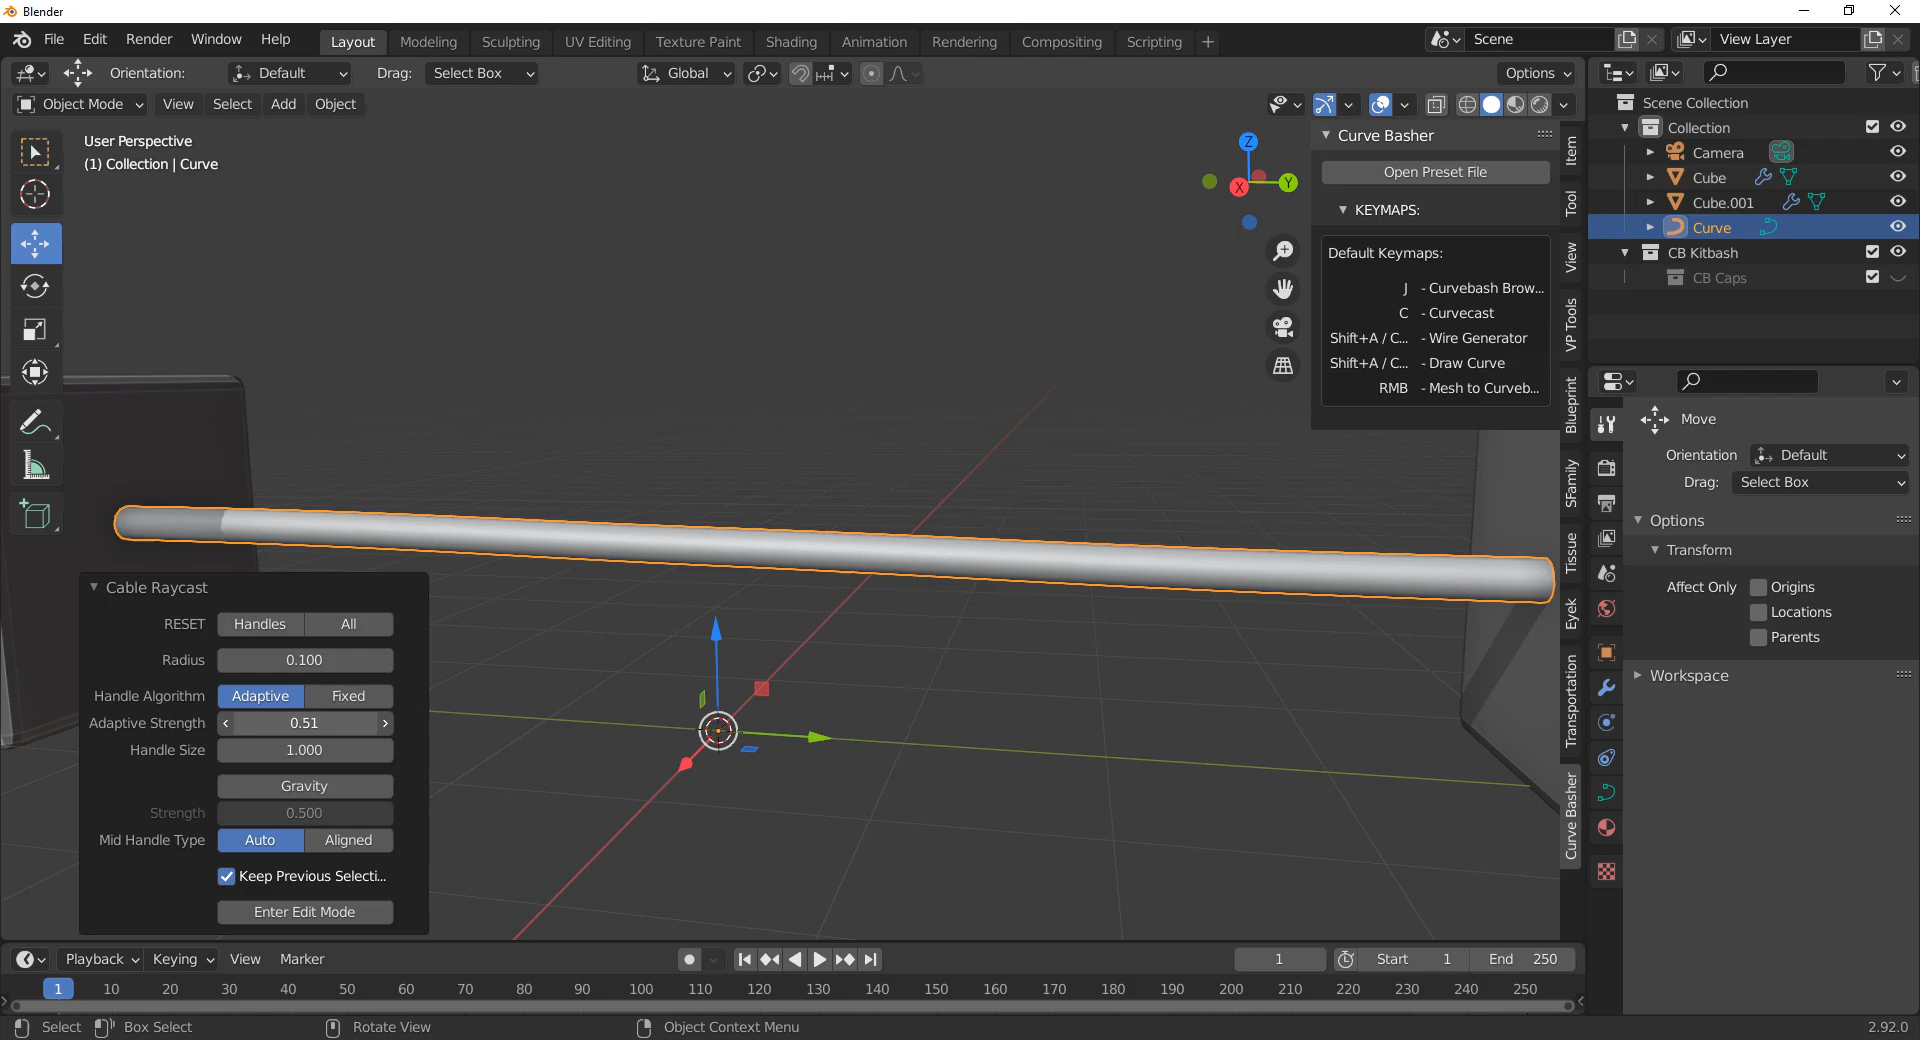 Blender
File Edit Render Window Help
Layout Modeling Sculpting UV Editing Texture Paint Shading Animation Rendering Compositing Scripting +
Scene
View Layer
Orientation: Default Drag: Select Box
Global
Options
Object Mode View Select Add Object
User Perspective
(1) Collection | Curve
Z
X
Y
Curve Basher
Open Preset File
KEYMAPS:
Default Keymaps:
J - Curvebash Brow...
C - Curvecast
Shift+A / C... - Wire Generator
Shift+A / C... - Draw Curve
RMB - Mesh to Curveb...
Item
Tool
View
VP Tools
Blueprint
SFamily
Tissue
Eyek
Transportation
Curve Basher
Scene Collection
Collection
Camera
Cube
Cube.001
Curve
CB Kitbash
CB Caps
Move
Orientation Default
Drag: Select Box
Options
Transform
Affect Only Origins
Locations
Parents
Workspace
Cable Raycast
RESET Handles All
Radius 0.100
Handle Algorithm Adaptive Fixed
Adaptive Strength 0.51
Handle Size 1.000
Gravity
Strength 0.500
Mid Handle Type Auto Aligned
Keep Previous Selecti...
Enter Edit Mode
Playback Keying View Marker
1 Start 1 End 250
1 10 20 30 40 50 60 70 80 90 100 110 120 130 140 150 160 170 180 190 200 210 220 230 240 250
Select Box Select Rotate View Object Context Menu 2.92.0